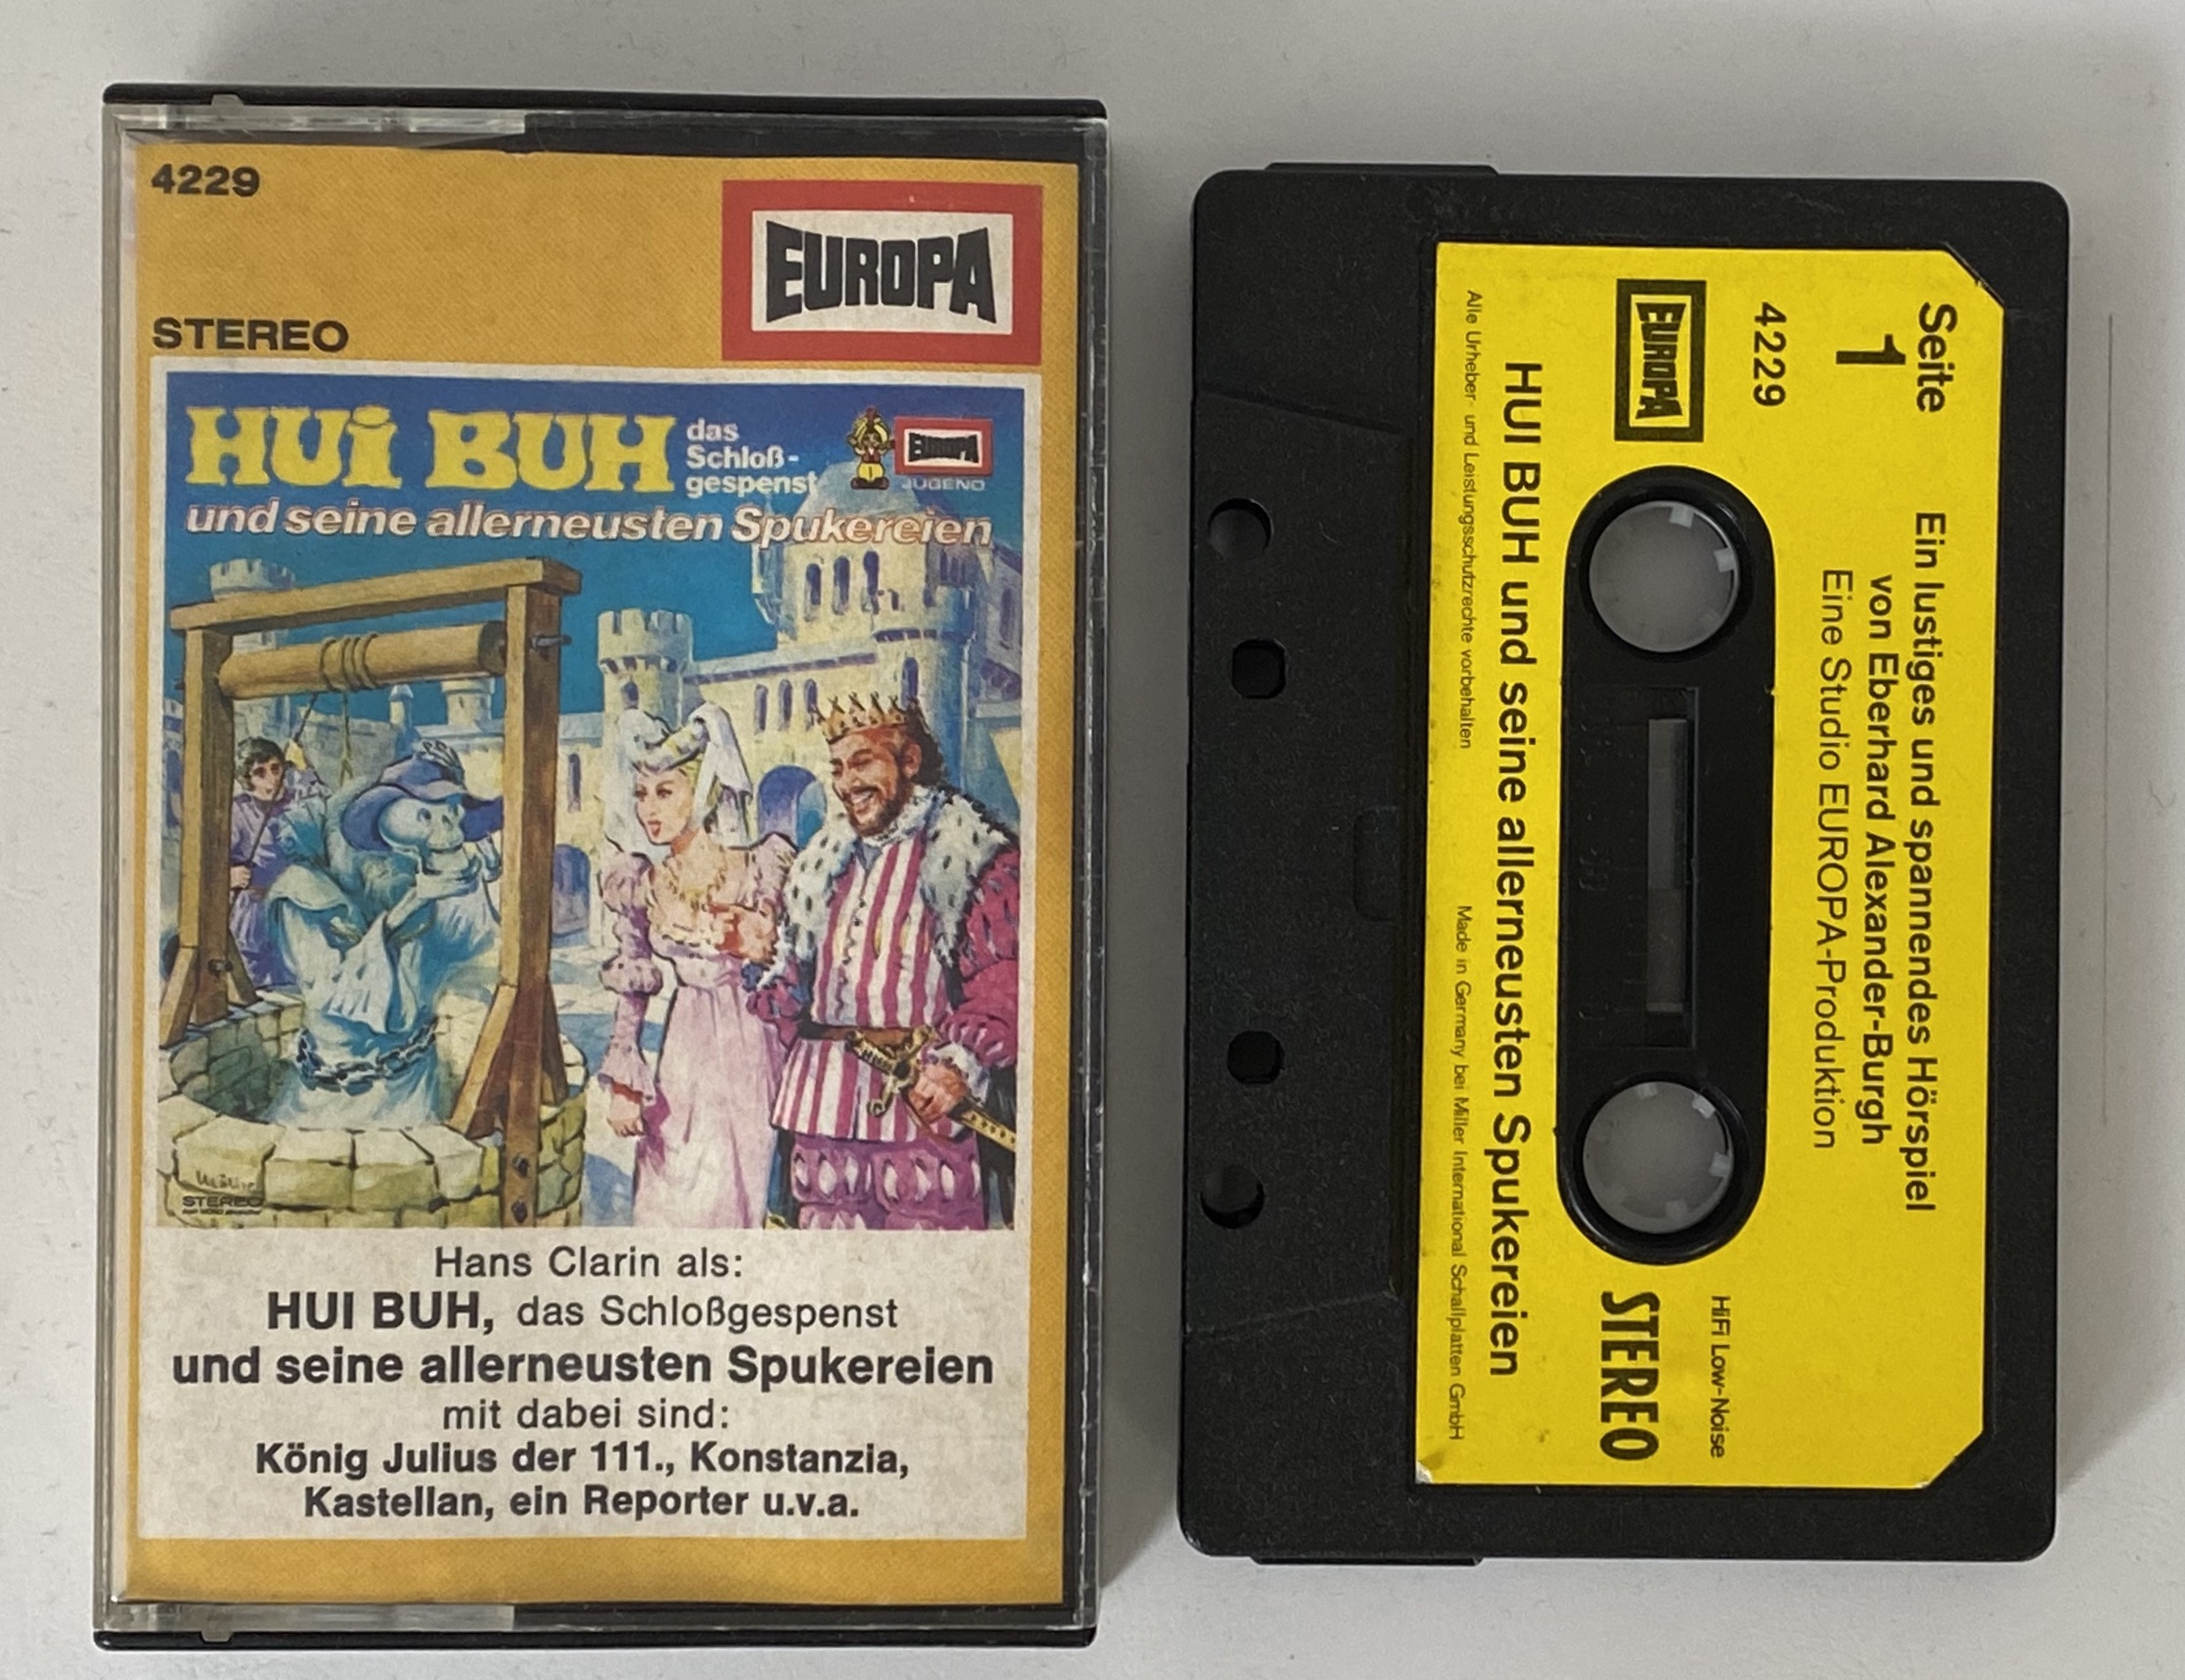 4229
EUROPA
STEREO
HUi BUH
das
Schloß-
gespenst
EUROPA
JUGEND
und seine allerneusten Spukereien
STEREO
Hans Clarin als:
HUI BUH, das Schloßgespenst
und seine allerneusten Spukereien
mit dabei sind:
König Julius der 111., Konstanzia,
Kastellan, ein Reporter u.v.a.
Seite
1
Ein lustiges und spannendes Hörspiel
von Eberhard Alexander-Burgh
Eine Studio EUROPA-Produktion
4229
EUROPA
HiFi Low-Noise
STEREO
HUI BUH und seine allerneusten Spukereien
Alle Urheber- und Leistungsschutzrechte vorbehalten
Made in Germany bei Miller International Schallplatten GmbH